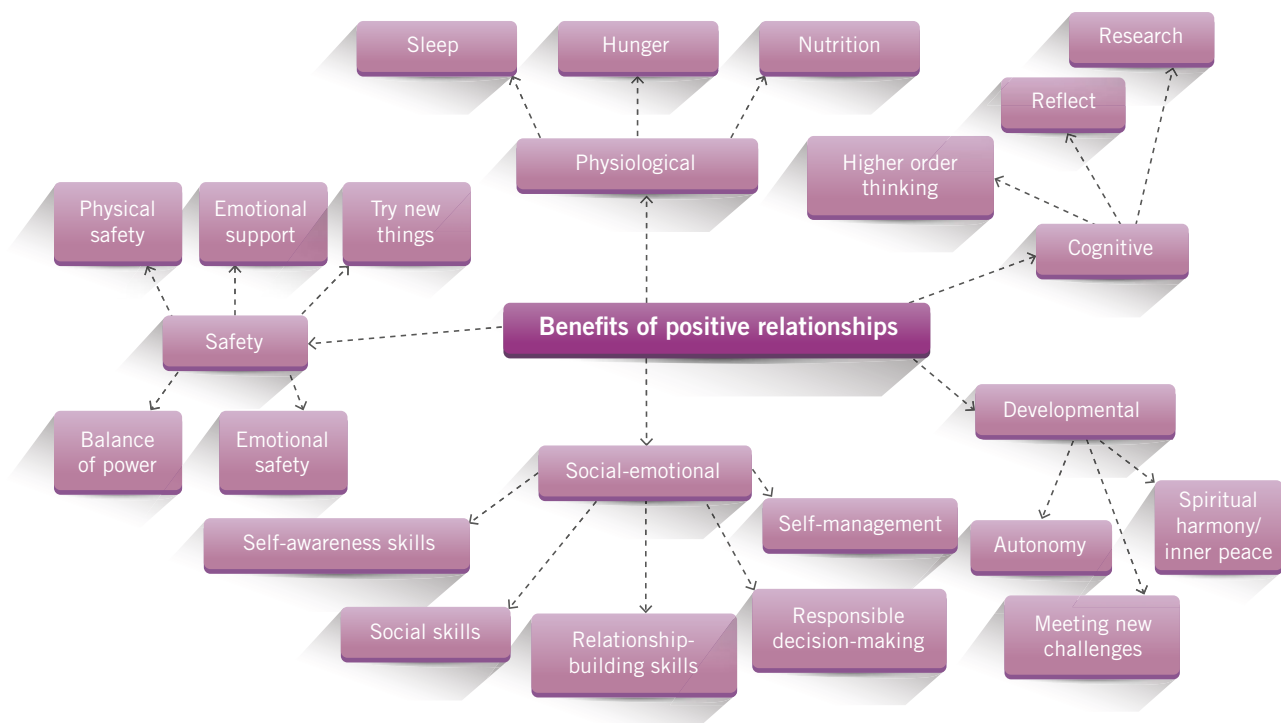 Sleep
Hunger
Nutrition
Research
Reflect
Physiological
Higher order
thinking
Cognitive
Physical
safety
Emotional
support
Try new
things
Safety
Benefits of positive relationships
Balance
of power
Emotional
safety
Developmental
Social-emotional
Self-awareness skills
Social skills
Relationship-
building skills
Responsible
decision-making
Self-management
Autonomy
Meeting new
challenges
Spiritual
harmony/
inner peace